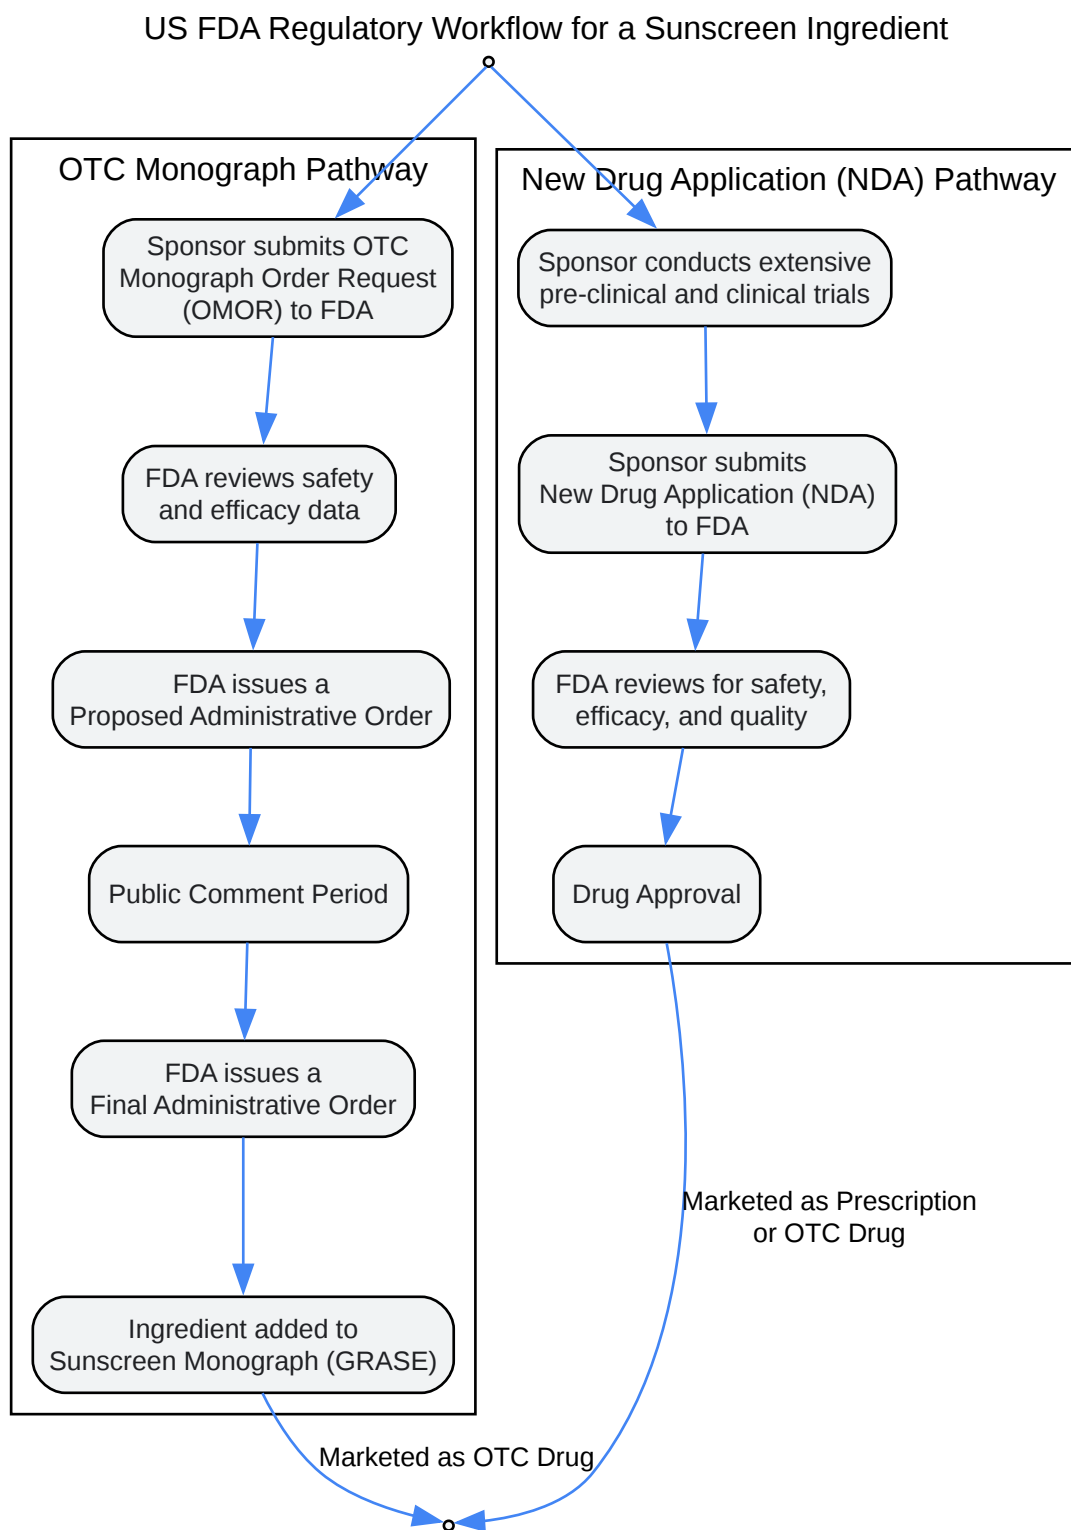 US FDA Regulatory Workflow for a Sunscreen Ingredient
OTC Monograph Pathway
Sponsor submits OTC
Monograph Order Request
(OMOR) to FDA
FDA reviews safety
and efficacy data
FDA issues a
Proposed Administrative Order
Public Comment Period
FDA issues a
Final Administrative Order
Ingredient added to
Sunscreen Monograph (GRASE)
Marketed as OTC Drug
New Drug Application (NDA) Pathway
Sponsor conducts extensive
pre-clinical and clinical trials
Sponsor submits
New Drug Application (NDA)
to FDA
FDA reviews for safety,
efficacy, and quality
Drug Approval
Marketed as Prescription
or OTC Drug